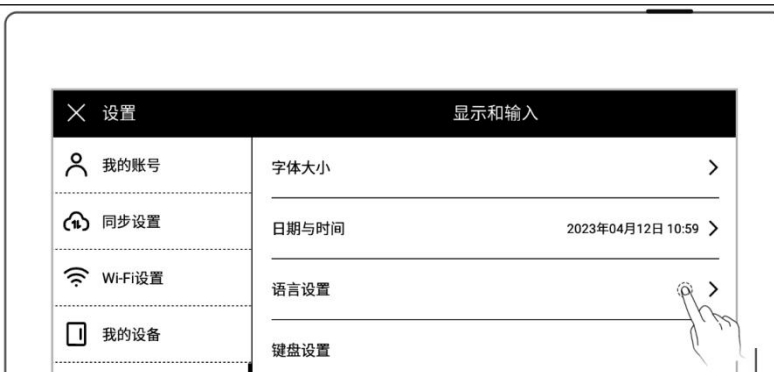 设置
显示和输入
我的账号
同步设置
Wi-Fi设置
我的设备
字体大小
日期与时间 2023年04月12日 10:59
语言设置
键盘设置